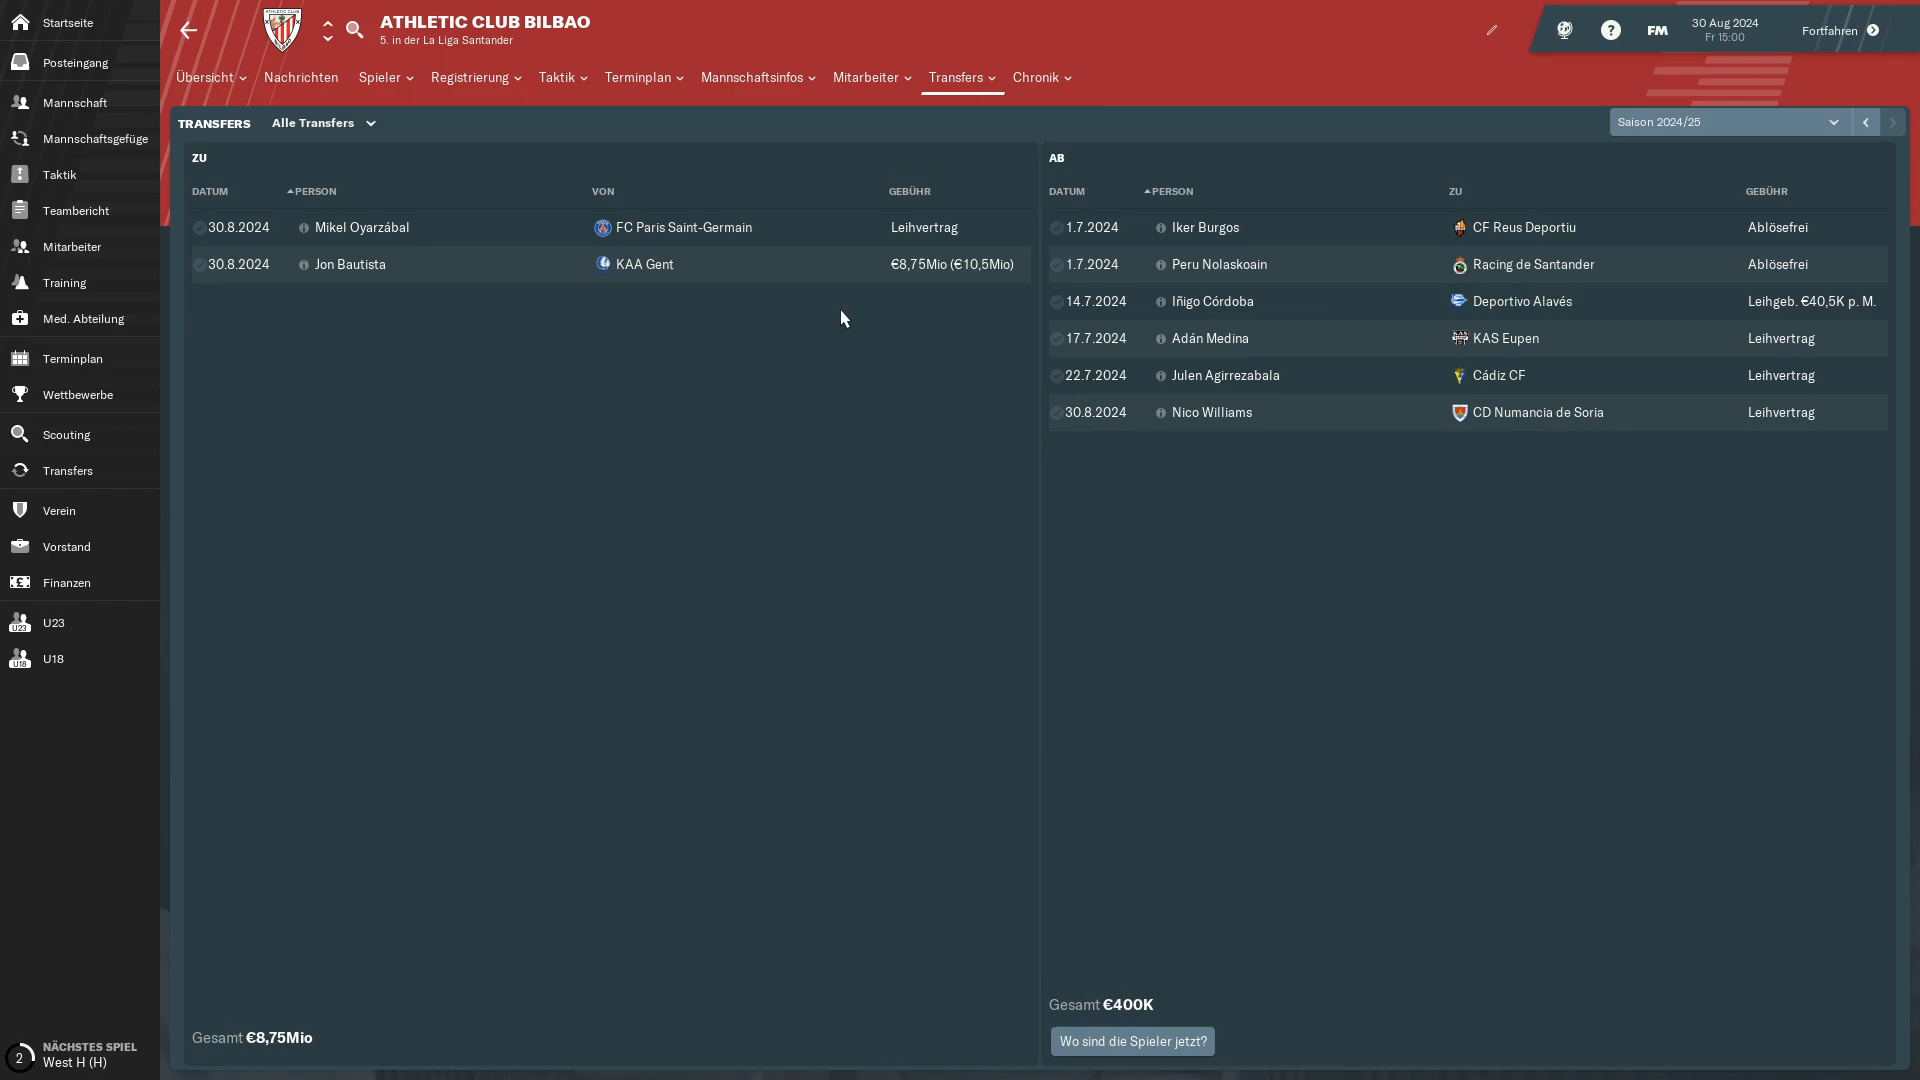 Startseite
Posteingang
Mannschaft
Mannschaftsgefüge
Taktik
Teambericht
Mitarbeiter
Training
Med. Abteilung
Terminplan
Wettbewerbe
Scouting
Transfers
Verein
Vorstand
Finanzen
U23 U23
U18 U18
2 NÄCHSTES SPIEL
West H (H)
ATHLETIC CLUB BILBAO
5. in der La Liga Santander
? FM 30 Aug 2024 Fortfahren
Fr 15:00
Übersicht Nachrichten Spieler Registrierung Taktik Terminplan Mannschaftsinfos Mitarbeiter Transfers Chronik
TRANSFERS Alle Transfers Saison 2024/25
ZU
DATUM PERSON VON GEBÜHR
30.8.2024 Mikel Oyarzábal FC Paris Saint-Germain Leihvertrag
30.8.2024 Jon Bautista KAA Gent €8,75Mio (€10,5Mio)
Gesamt €8,75Mio
AB
DATUM PERSON ZU GEBÜHR
1.7.2024 Iker Burgos CF Reus Deportiu Ablösefrei
1.7.2024 Peru Nolaskoain Racing de Santander Ablösefrei
14.7.2024 Iñigo Córdoba Deportivo Alavés Leihgeb. €40,5K p. M.
17.7.2024 Adán Medina KAS Eupen Leihvertrag
22.7.2024 Julen Agirrezabala Cádiz CF Leihvertrag
30.8.2024 Nico Williams CD Numancia de Soria Leihvertrag
Gesamt €400K
Wo sind die Spieler jetzt?